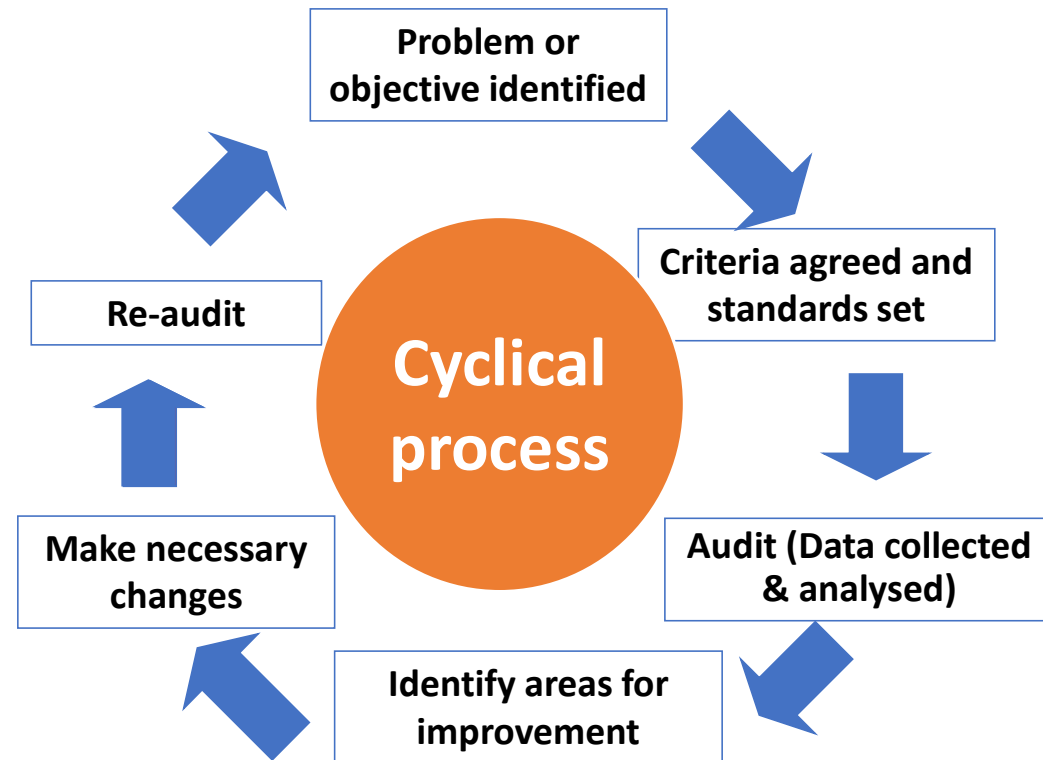 Problem or
objective identified
Criteria agreed and
standards set
Audit (Data collected
& analysed)
Identify areas for
improvement
Make necessary
changes
Re-audit
Cyclical
process